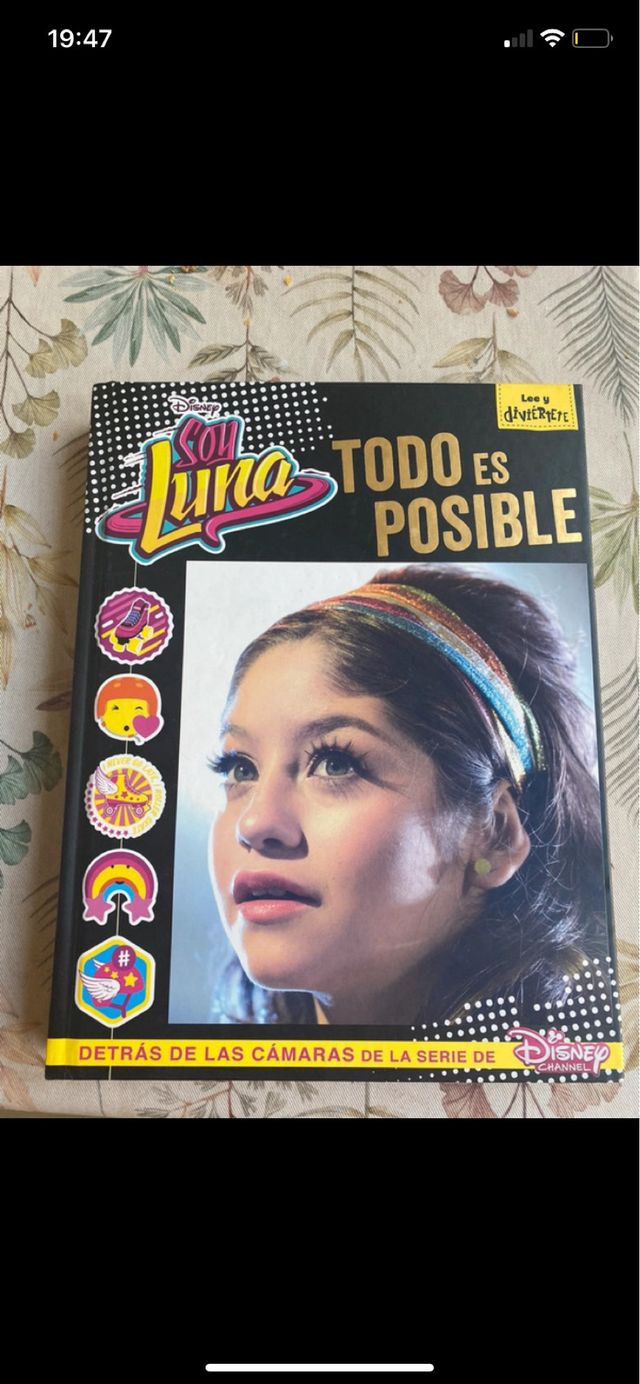 19:47
Disney
SOY
Luna
TODO ES
POSIBLE
Lee y
DIVIÉRTETE
I NEVER
#
DETRÁS DE LAS CÁMARAS DE LA SERIE DE
Disney
CHANNEL